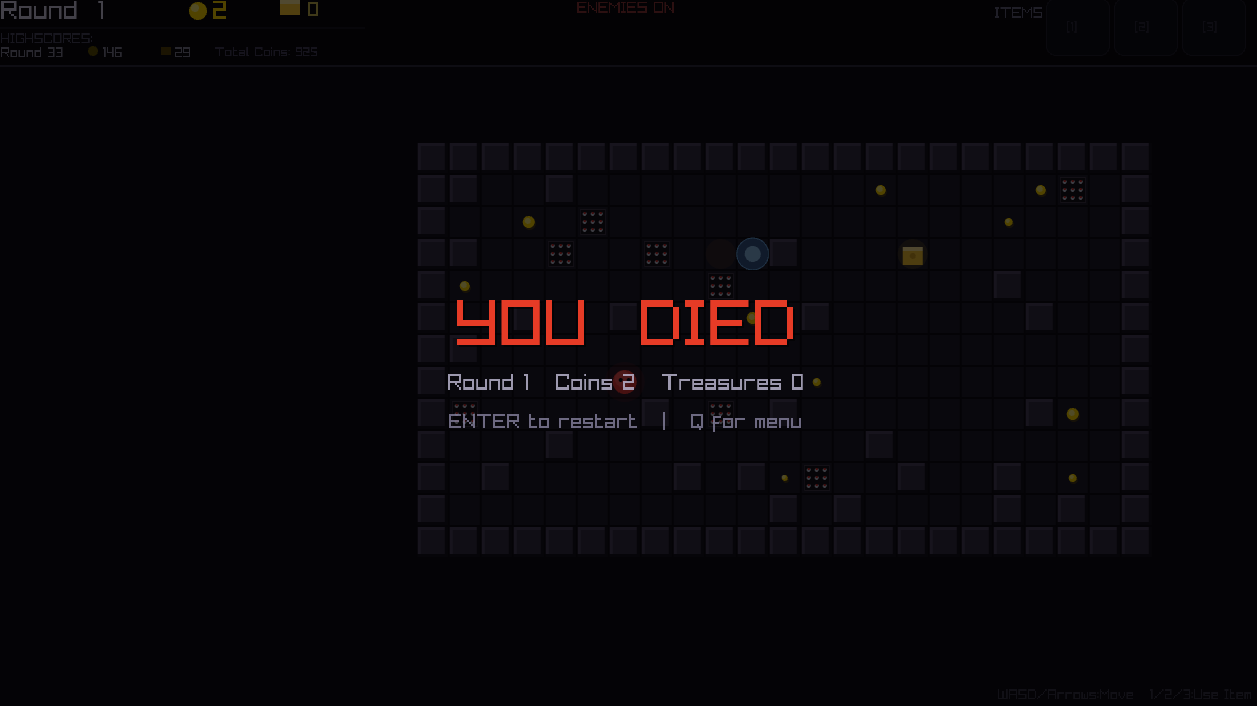 Round 1 2 0 ENEMIES ON ITEMS [1] [2] [3]
HIGHSCORES:
Round 33 146 29 Total Coins: 925
YOU DIED
Round 1 Coins 2 Treasures 0
ENTER to restart | Q for menu
WASD/Arrows:Move 1/2/3:Use Item